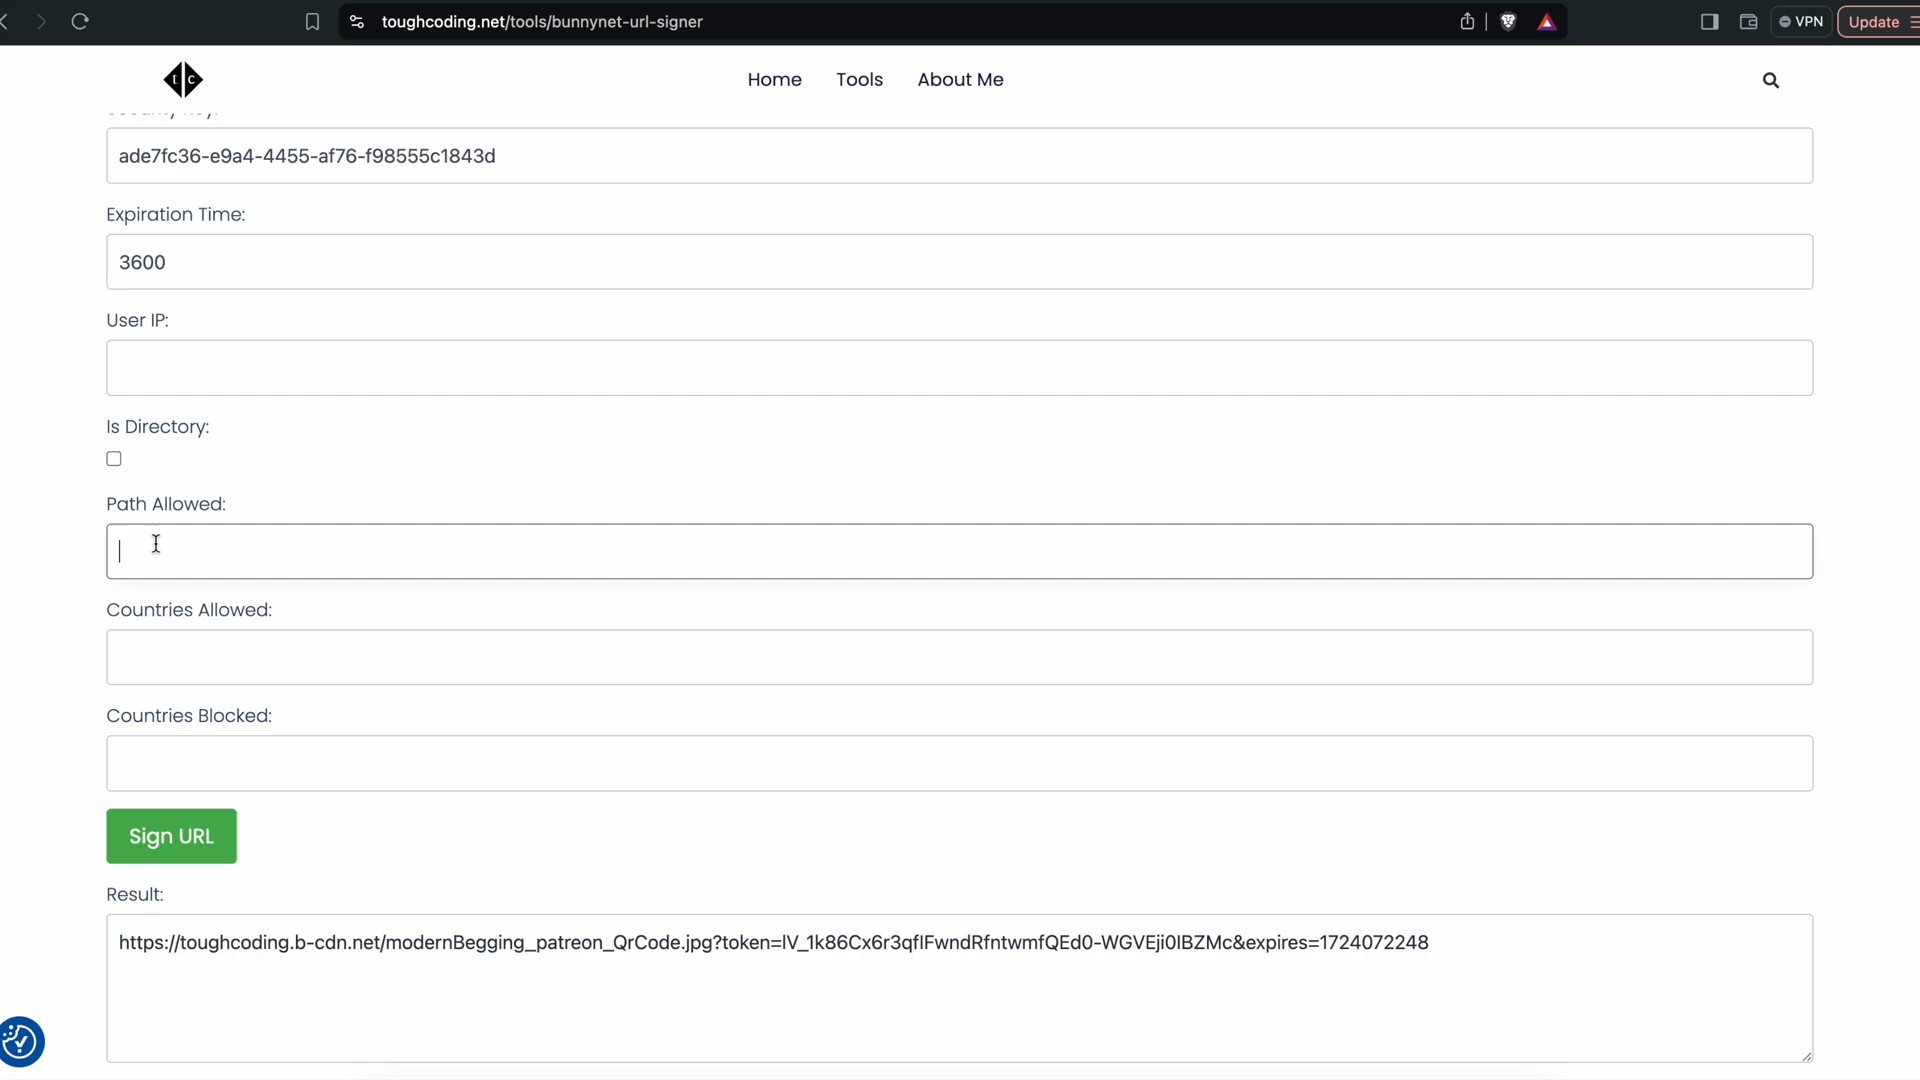 toughcoding.net/tools/bunnynet-url-signer
VPN
Update
t c
Home
Tools
About Me
ade7fc36-e9a4-4455-af76-f98555c1843d
Expiration Time:
3600
User IP:
Is Directory:
Path Allowed:
Countries Allowed:
Countries Blocked:
Sign URL
Result:
https://toughcoding.b-cdn.net/modernBegging_patreon_QrCode.jpg?token=lV_1k86Cx6r3qflFwndRfntwmfQEd0-WGVEji0IBZMc&expires=1724072248